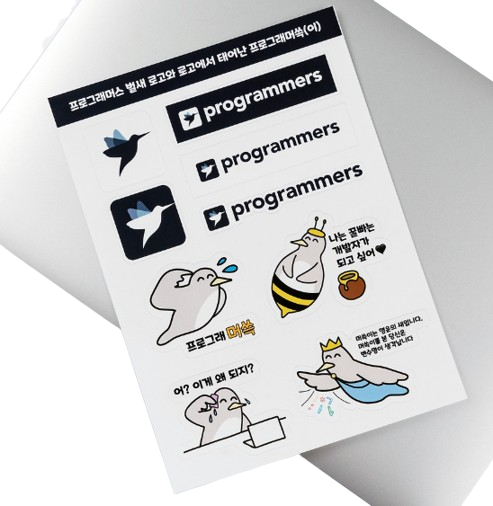 프로그래머스 벌새 로고와 로고에서 태어난 프로그래머쓱(이)
programmers
programmers
programmers
나는 꿀빠는
개발자가
되고 싶어🖤
프로그래머쓱
머쓱이는 행운의 새입니다.
머쓱이를 본 당신은
변수명이 생각납니다
어? 이게 왜 되지?